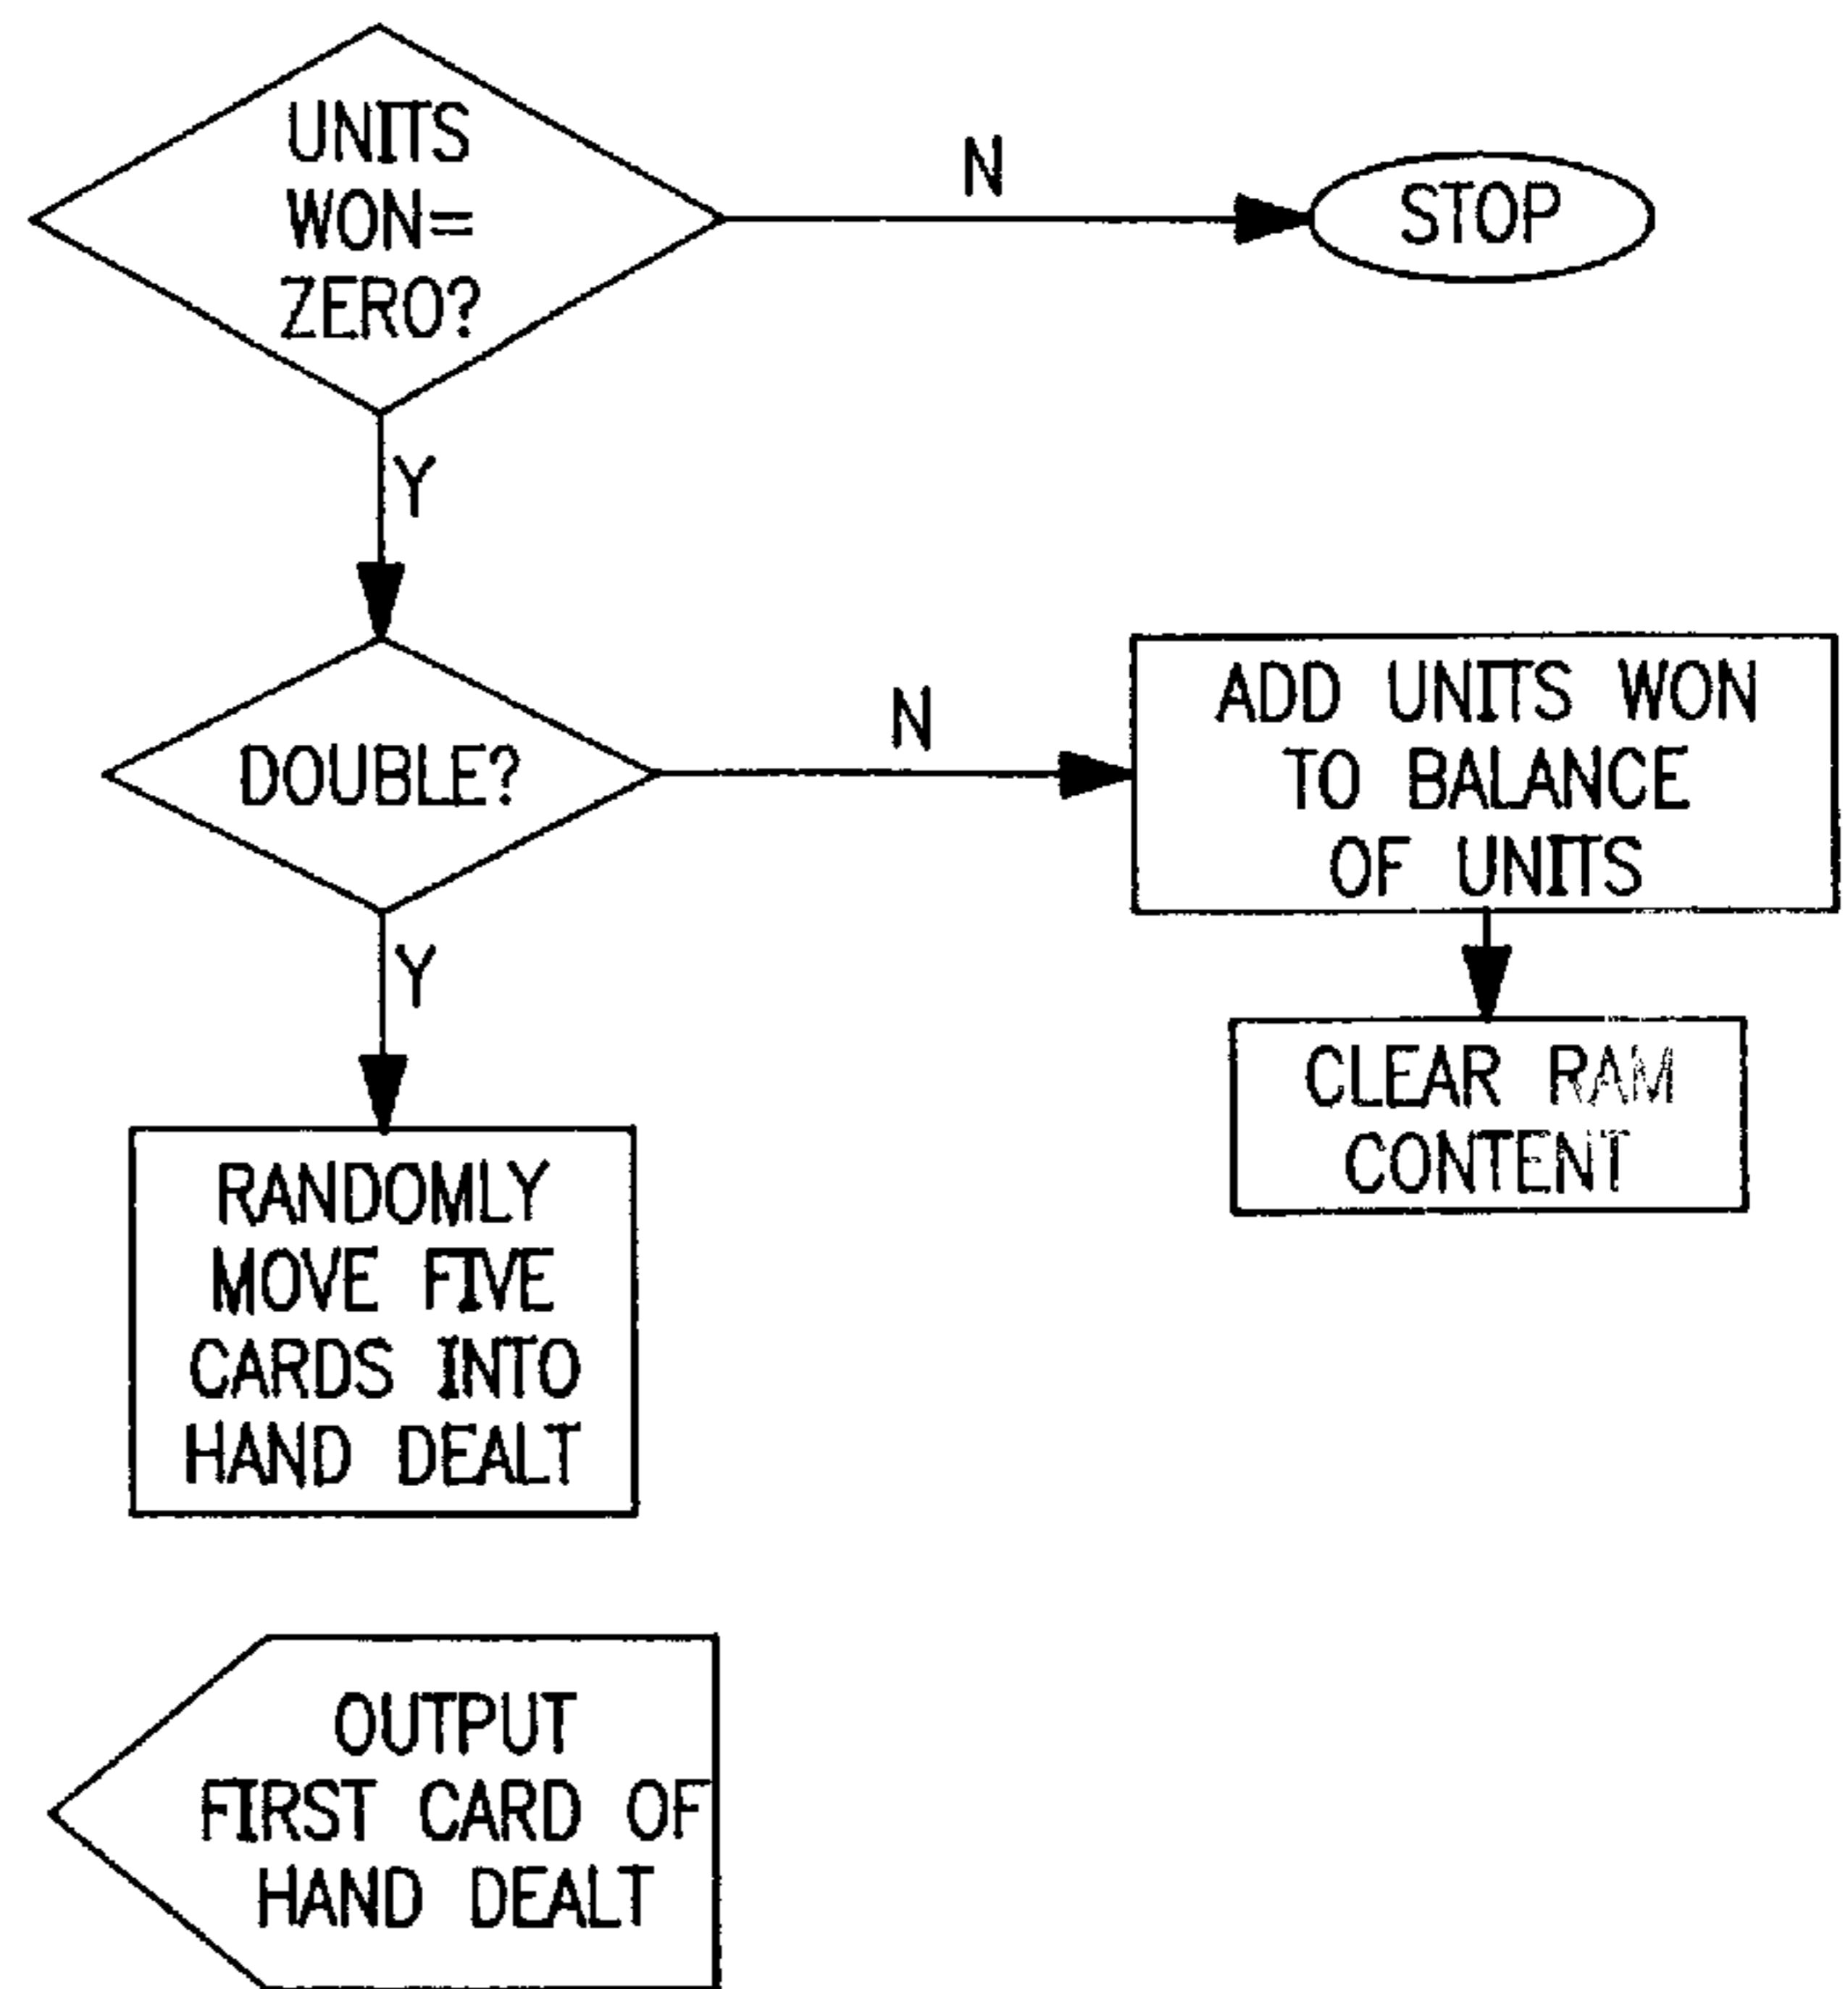 UNITS
WON=
ZERO?
N
STOP
Y
DOUBLE?
N
ADD UNITS WON
TO BALANCE
OF UNITS
Y
CLEAR RAM
CONTENT
RANDOMLY
MOVE FIVE
CARDS INTO
HAND DEALT
OUTPUT
FIRST CARD OF
HAND DEALT